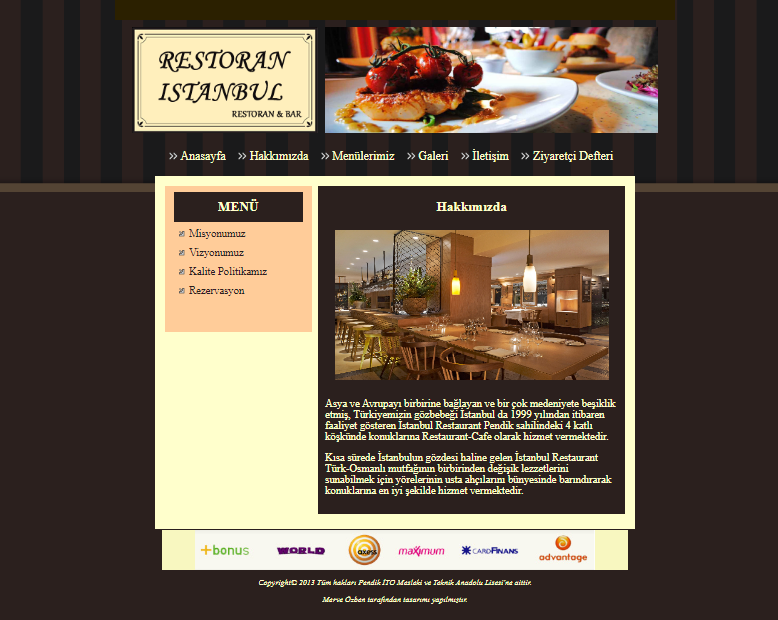 RESTORAN
ISTANBUL
RESTORAN & BAR
Anasayfa Hakkımızda Menülerimiz Galeri İletişim Ziyaretçi Defteri
MENÜ
Misyonumuz
Vizyonumuz
Kalite Politikamız
Rezervasyon
Hakkımızda
Asya ve Avrupayı birbirine bağlayan ve bir çok medeniyete beşiklik
etmiş, Türkiyemizin gözbebeği İstanbul da 1999 yılından itibaren
faaliyet gösteren İstanbul Restaurant Pendik sahilindeki 4 katlı
köşkünde konuklarına Restaurant-Cafe olarak hizmet vermektedir.
Kısa sürede İstanbulun gözdesi haline gelen İstanbul Restaurant
Türk-Osmanlı mutfağının birbirinden değişik lezzetlerini
sunabilmek için yörelerinin usta ahçılarını bünyesinde barındırarak
konuklarına en iyi şekilde hizmet vermektedir.
+bonus WORLD axess maximum CARDFINANS advantage
Copyright© 2013 Tüm hakları Pendik İTO Mesleki ve Teknik Anadolu Lisesi'ne aittir.
Merve Özben tarafından tasarımı yapılmıştır.